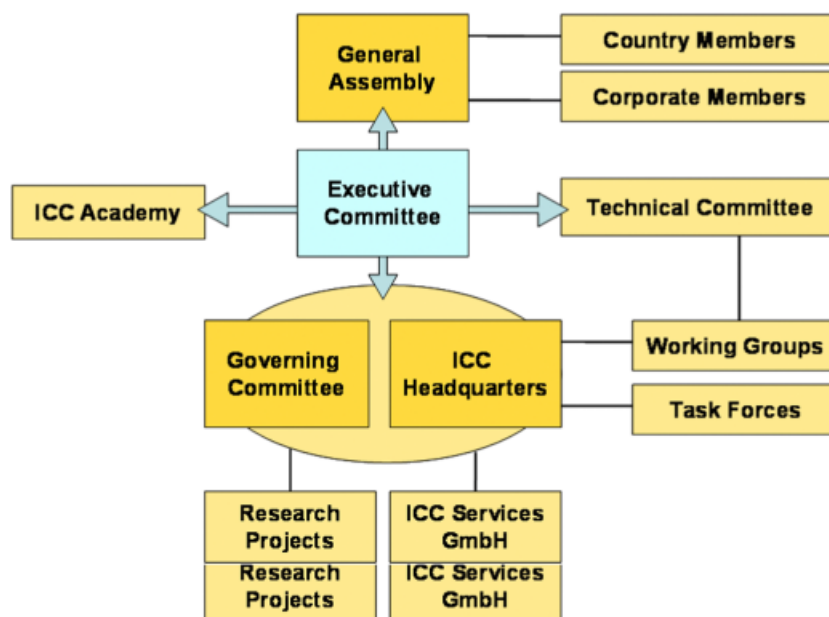 General
Assembly
Country Members
Corporate Members
Executive
Committee
ICC Academy
Technical Committee
Governing
Committee
ICC
Headquarters
Working Groups
Task Forces
Research
Projects
ICC Services
GmbH
Research
Projects
ICC Services
GmbH